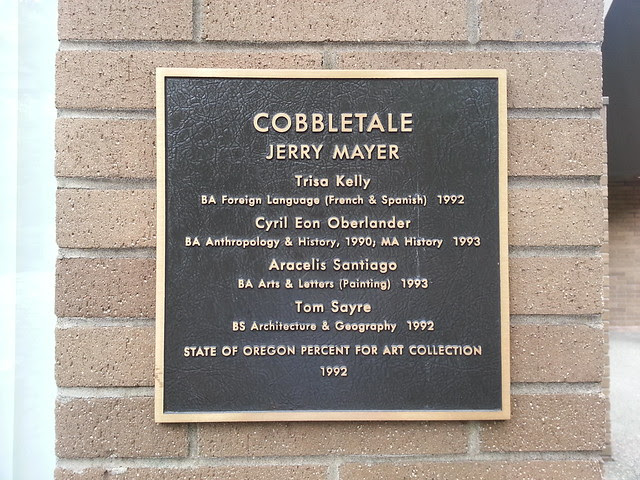 COBBLETALE
JERRY MAYER
Trisa Kelly
BA Foreign Language (French & Spanish) 1992
Cyril Eon Oberlander
BA Anthropology & History, 1990; MA History 1993
Aracelis Santiago
BA Arts & Letters (Painting) 1993
Tom Sayre
BS Architecture & Geography 1992
STATE OF OREGON PERCENT FOR ART COLLECTION
1992